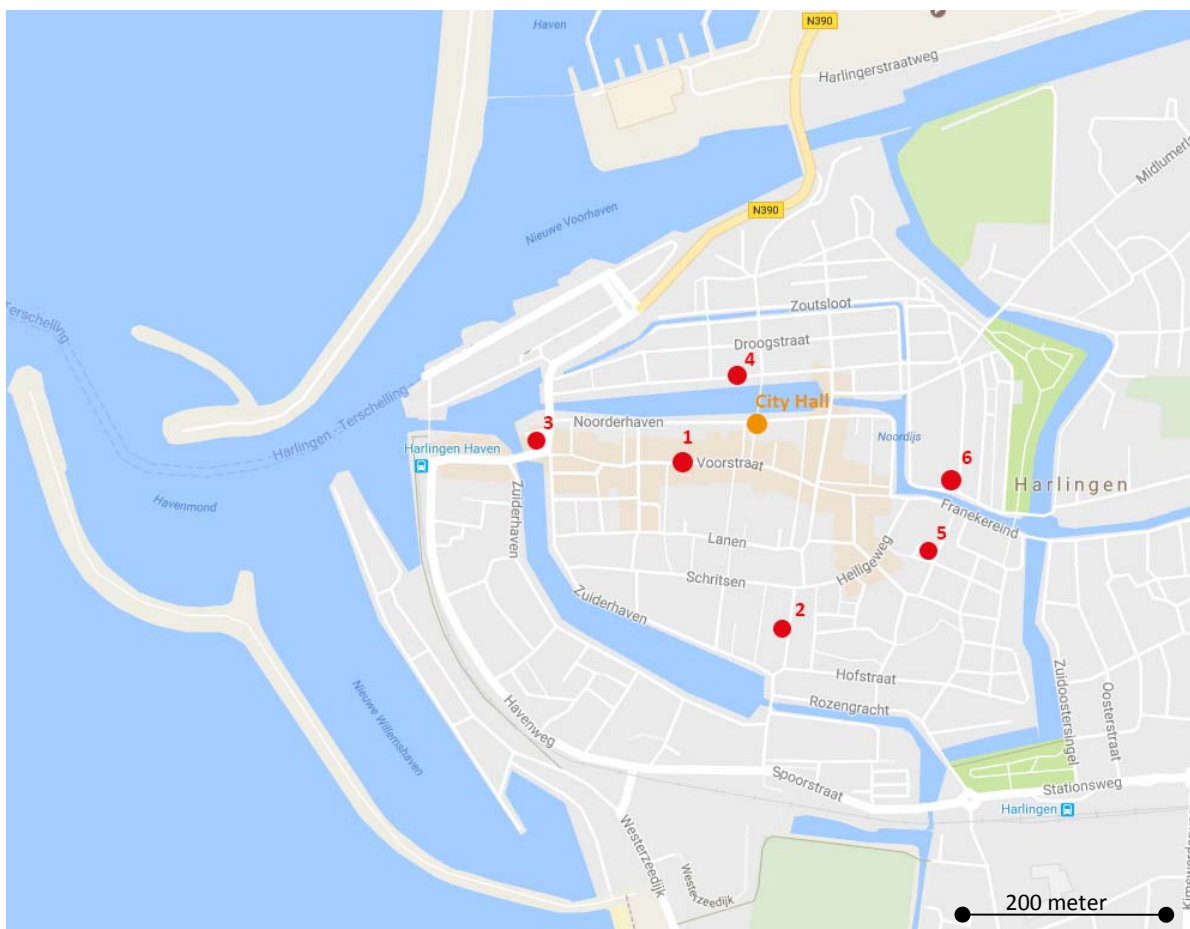 N390
Haven
Harlingerstraatweg
Midlumerl
N390
Nieuwe Voorhaven
Terschelling
Zoutsloot
Droogstraat
4
City Hall
Harlingen - Terschelling
Noorderhaven
3
1
Noordijs
Harlingen Haven
Voorstraat
6
Harlingen
Havenmond
Zuiderhaven
Franekereind
5
Lanen
Heiligeweg
Schritsen
Zuiderhaven
2
Hofstraat
Rozengracht
Zuidoostersingel
Oosterstraat
Nieuwe Willemshaven
Havenweg
Spoorstraat
Stationsweg
Harlingen
Westerzeedijk
Westerzeedijk
200 meter